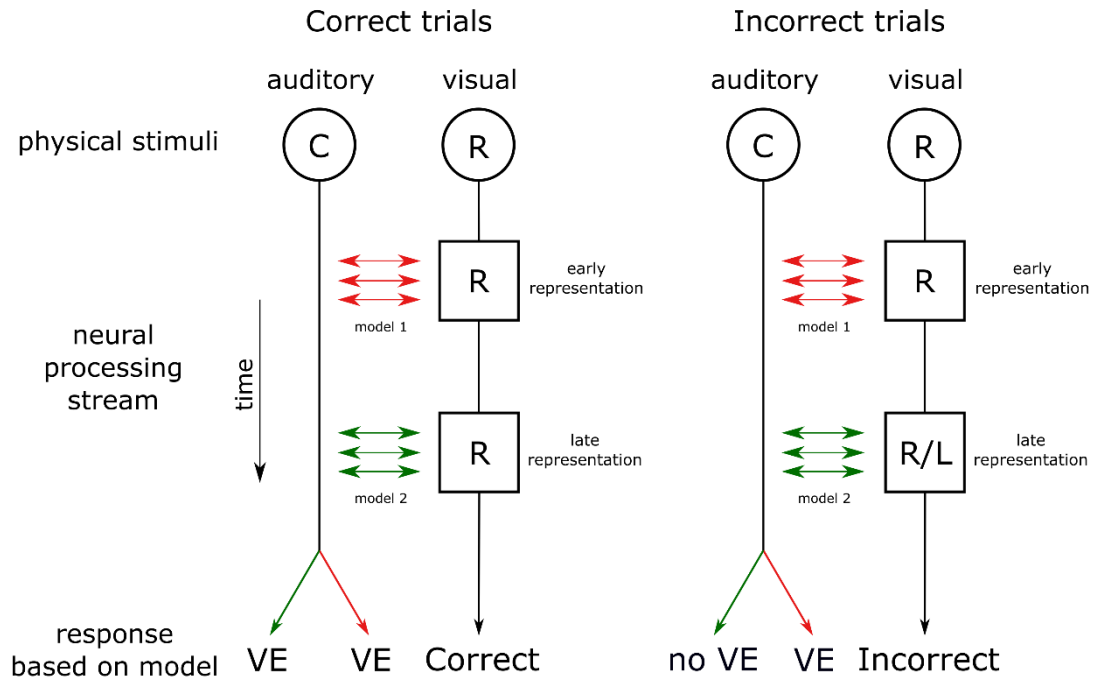 Correct trials
Incorrect trials
auditory
visual
auditory
visual
physical stimuli
C
R
C
R
R
early
representation
R
early
representation
model 1
model 1
neural
processing
stream
time
R
late
representation
R/L
late
representation
model 2
model 2
response
based on model
VE
VE
Correct
no VE
VE
Incorrect